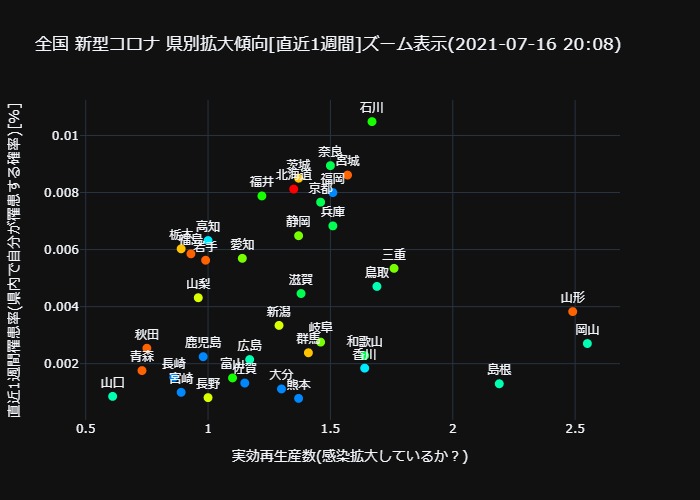 全国 新型コロナ 県別拡大傾向[直近1週間]ズーム表示(2021-07-16 20:08)
直近1週間罹患率(県内で自分が罹患する確率)[%]
0.01
0.008
0.006
0.004
0.002
石川
奈良
茨城
宮城
北海道
福岡
福井
京都
兵庫
静岡
高知
栃木
福島
岩手
愛知
三重
鳥取
滋賀
山梨
山形
新潟
岐阜
岡山
秋田
鹿児島
広島
群馬
和歌山
香川
青森
長崎
富山
佐賀
大分
島根
山口
宮崎
長野
熊本
0.5
1
1.5
2
2.5
実効再生産数(感染拡大しているか？)